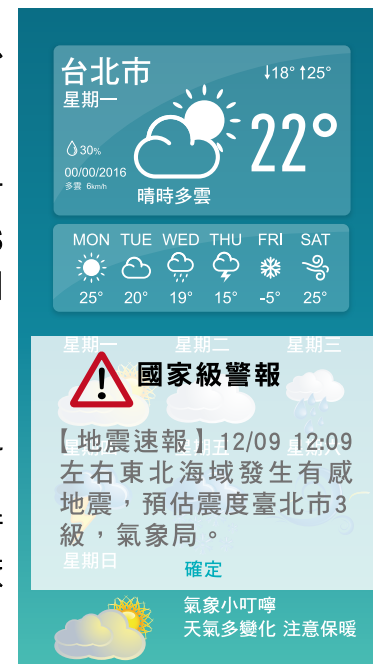 台北市
星期一
↓18° ↑25°
22°
30%
00/00/2016
多雲 6km/h
晴時多雲
MON TUE WED THU FRI SAT
25° 20° 19° 15° -5° 25°
星期一 星期二 星期三
國家級警報
【地震速報】12/09 12:09
左右東北海域發生有感
地震，預估震度臺北市3
級，氣象局。
星期日
確定
氣象小叮嚀
天氣多變化 注意保暖